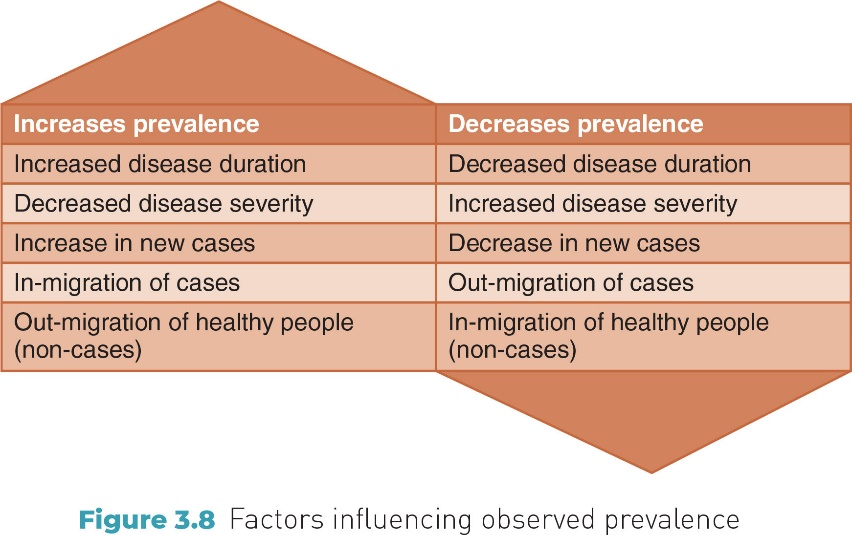 Increases prevalence
Decreases prevalence
Increased disease duration
Decreased disease duration
Decreased disease severity
Increased disease severity
Increase in new cases
Decrease in new cases
In-migration of cases
Out-migration of cases
Out-migration of healthy people
(non-cases)
In-migration of healthy people
(non-cases)
Figure 3.8 Factors influencing observed prevalence